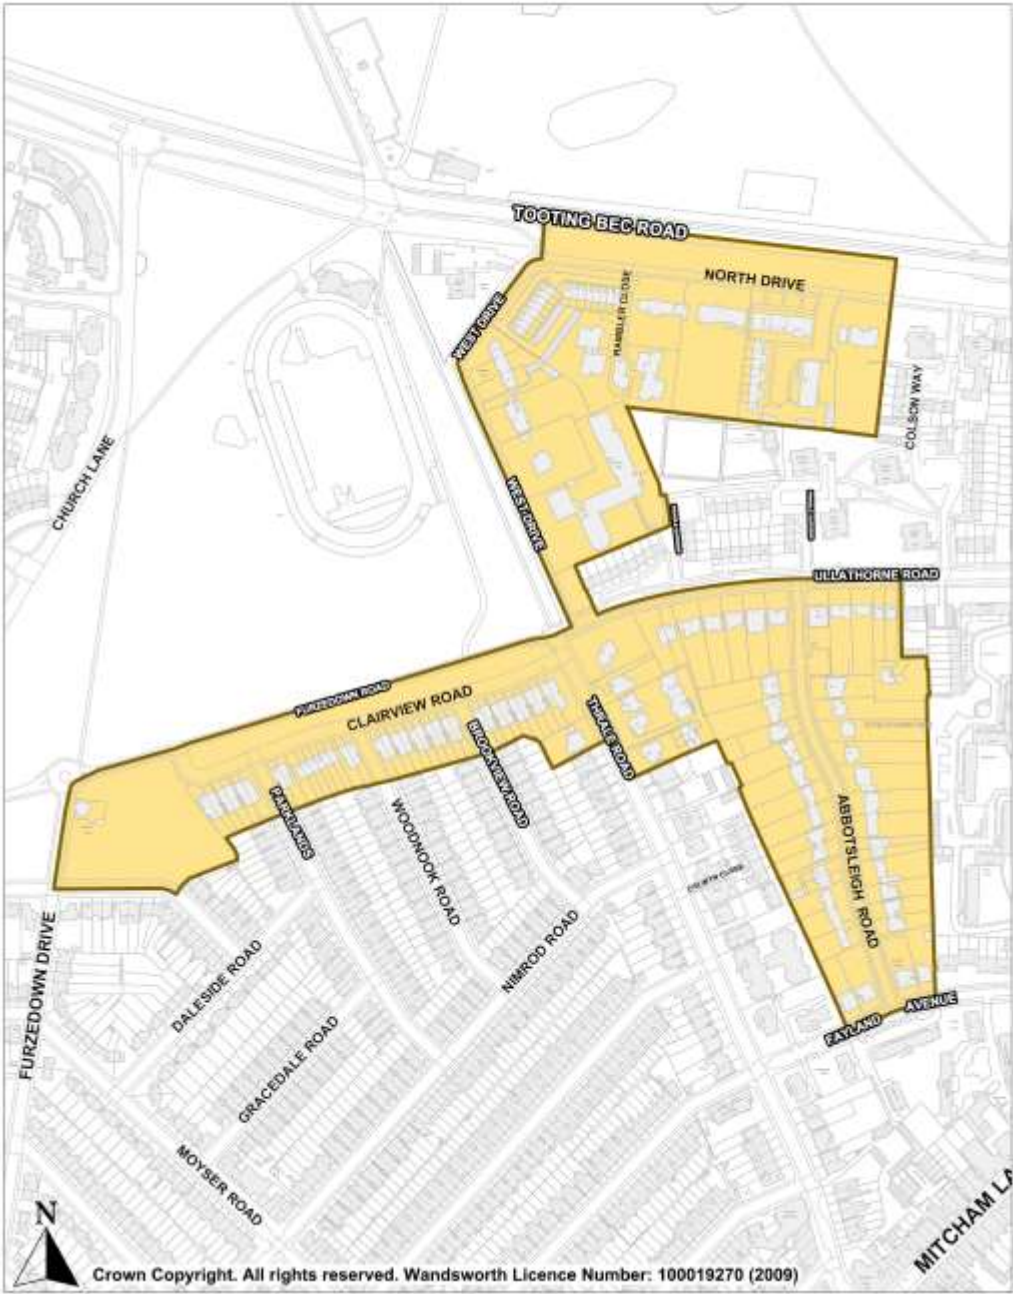 TOOTING BEC ROAD
NORTH DRIVE
RAMBLER CLOSE
WEST DRIVE
COLSON WAY
CHURCH LANE
WEST DRIVE
ULLATHORNE ROAD
FURZEDOWN ROAD
CLAIRVIEW ROAD
THRALE ROAD
BROOKVIEW ROAD
PARKLANDS
WOODNOOK ROAD
ABBOTSLEIGH ROAD
FURZEDOWN DRIVE
DALESIDE ROAD
NIMROD ROAD
GRACEDALE ROAD
FAYLAND AVENUE
MOYSER ROAD
MITCHAM LA
N
Crown Copyright. All rights reserved. Wandsworth Licence Number: 100019270 (2009)